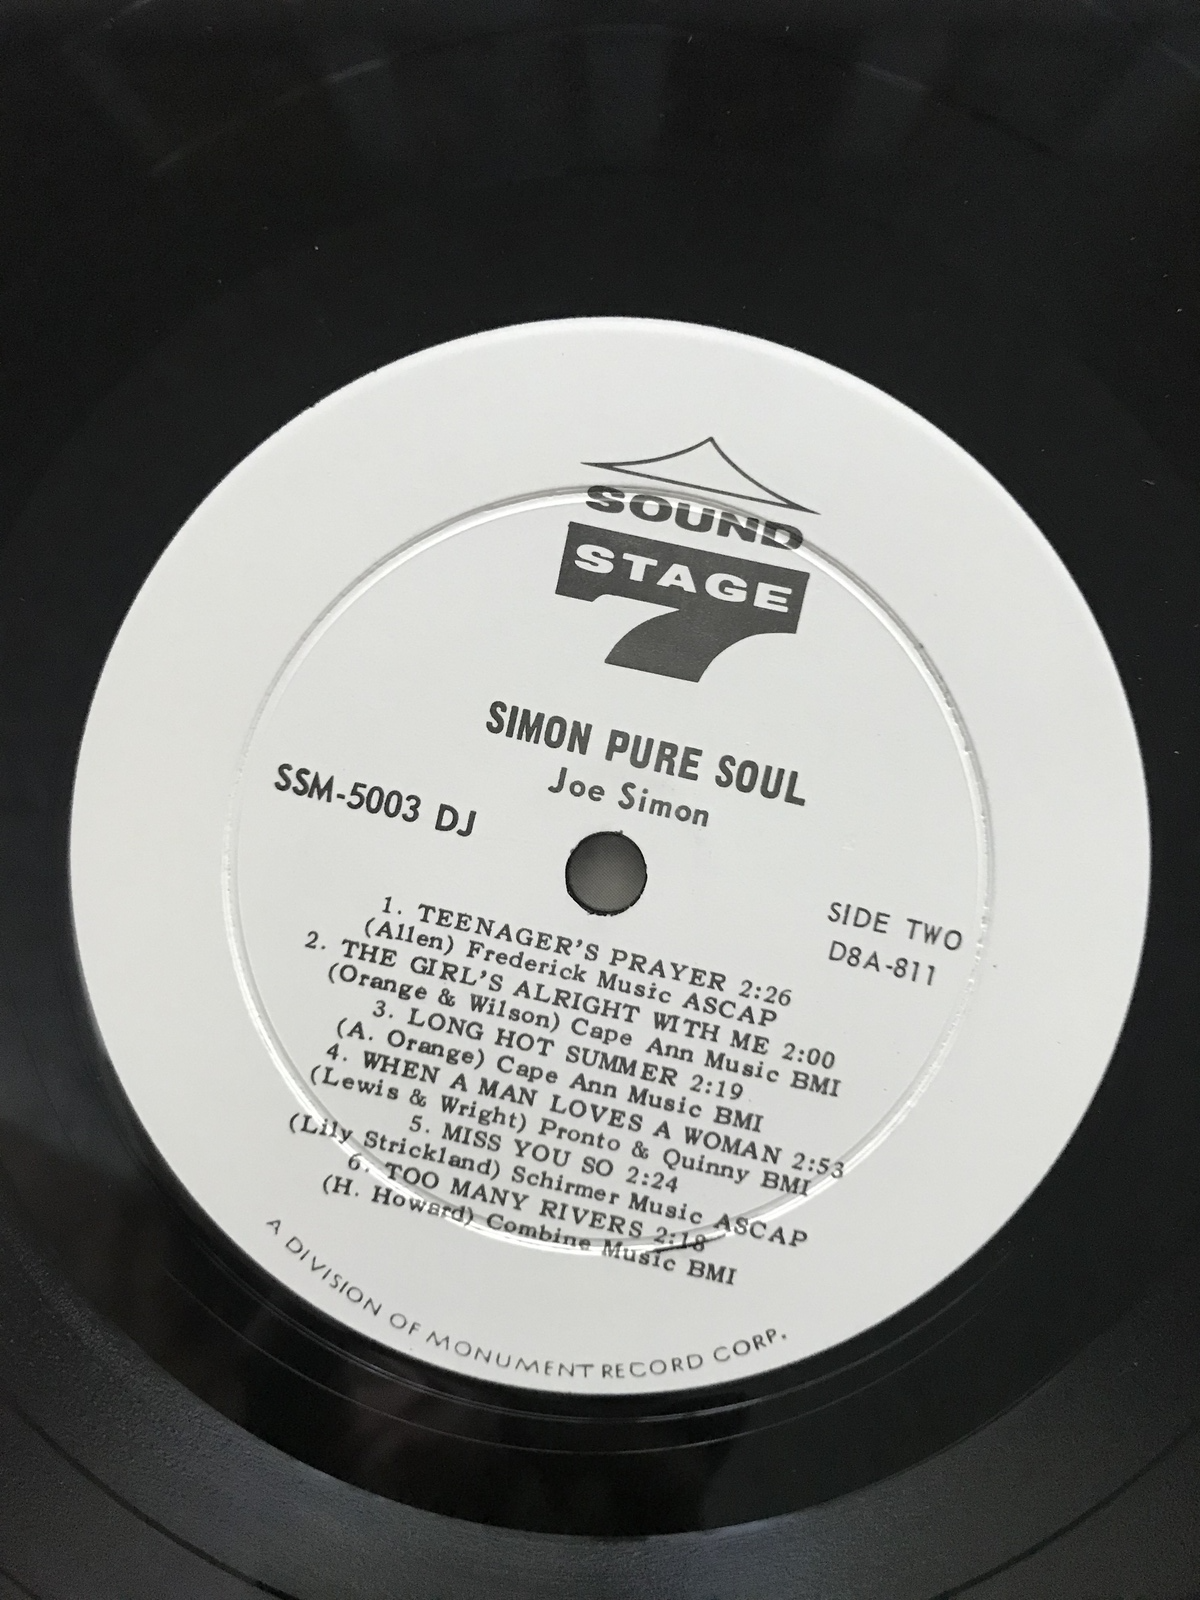 SOUND
STAGE
7
SIMON PURE SOUL
Joe Simon
SSM-5003 DJ
SIDE TWO
D8A-811
1. TEENAGER'S PRAYER 2:26
(Allen) Frederick Music ASCAP
2. THE GIRL'S ALRIGHT WITH ME 2:00
(Orange & Wilson) Cape Ann Music BMI
3. LONG HOT SUMMER 2:19
(A. Orange) Cape Ann Music BMI
4. WHEN A MAN LOVES A WOMAN 2:53
(Lewis & Wright) Pronto & Quinny BMI
5. MISS YOU SO 2:24
(Lily Strickland) Schirmer Music ASCAP
6. TOO MANY RIVERS 2:18
(H. Howard) Combine Music BMI
A DIVISION OF MONUMENT RECORD CORP.